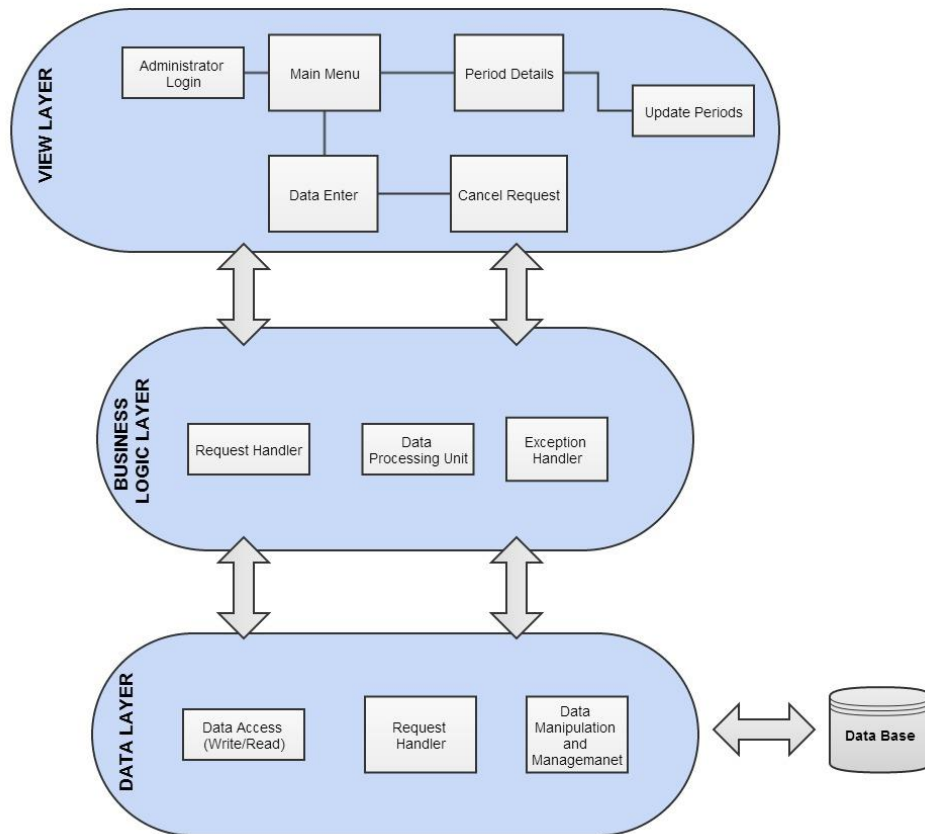 VIEW LAYER
Administrator
Login
Main Menu
Period Details
Update Periods
Data Enter
Cancel Request
BUSINESS
LOGIC LAYER
Request Handler
Data
Processing Unit
Exception
Handler
DATA LAYER
Data Access
(Write/Read)
Request
Handler
Data
Manipulation
and
Managemanet
Data Base